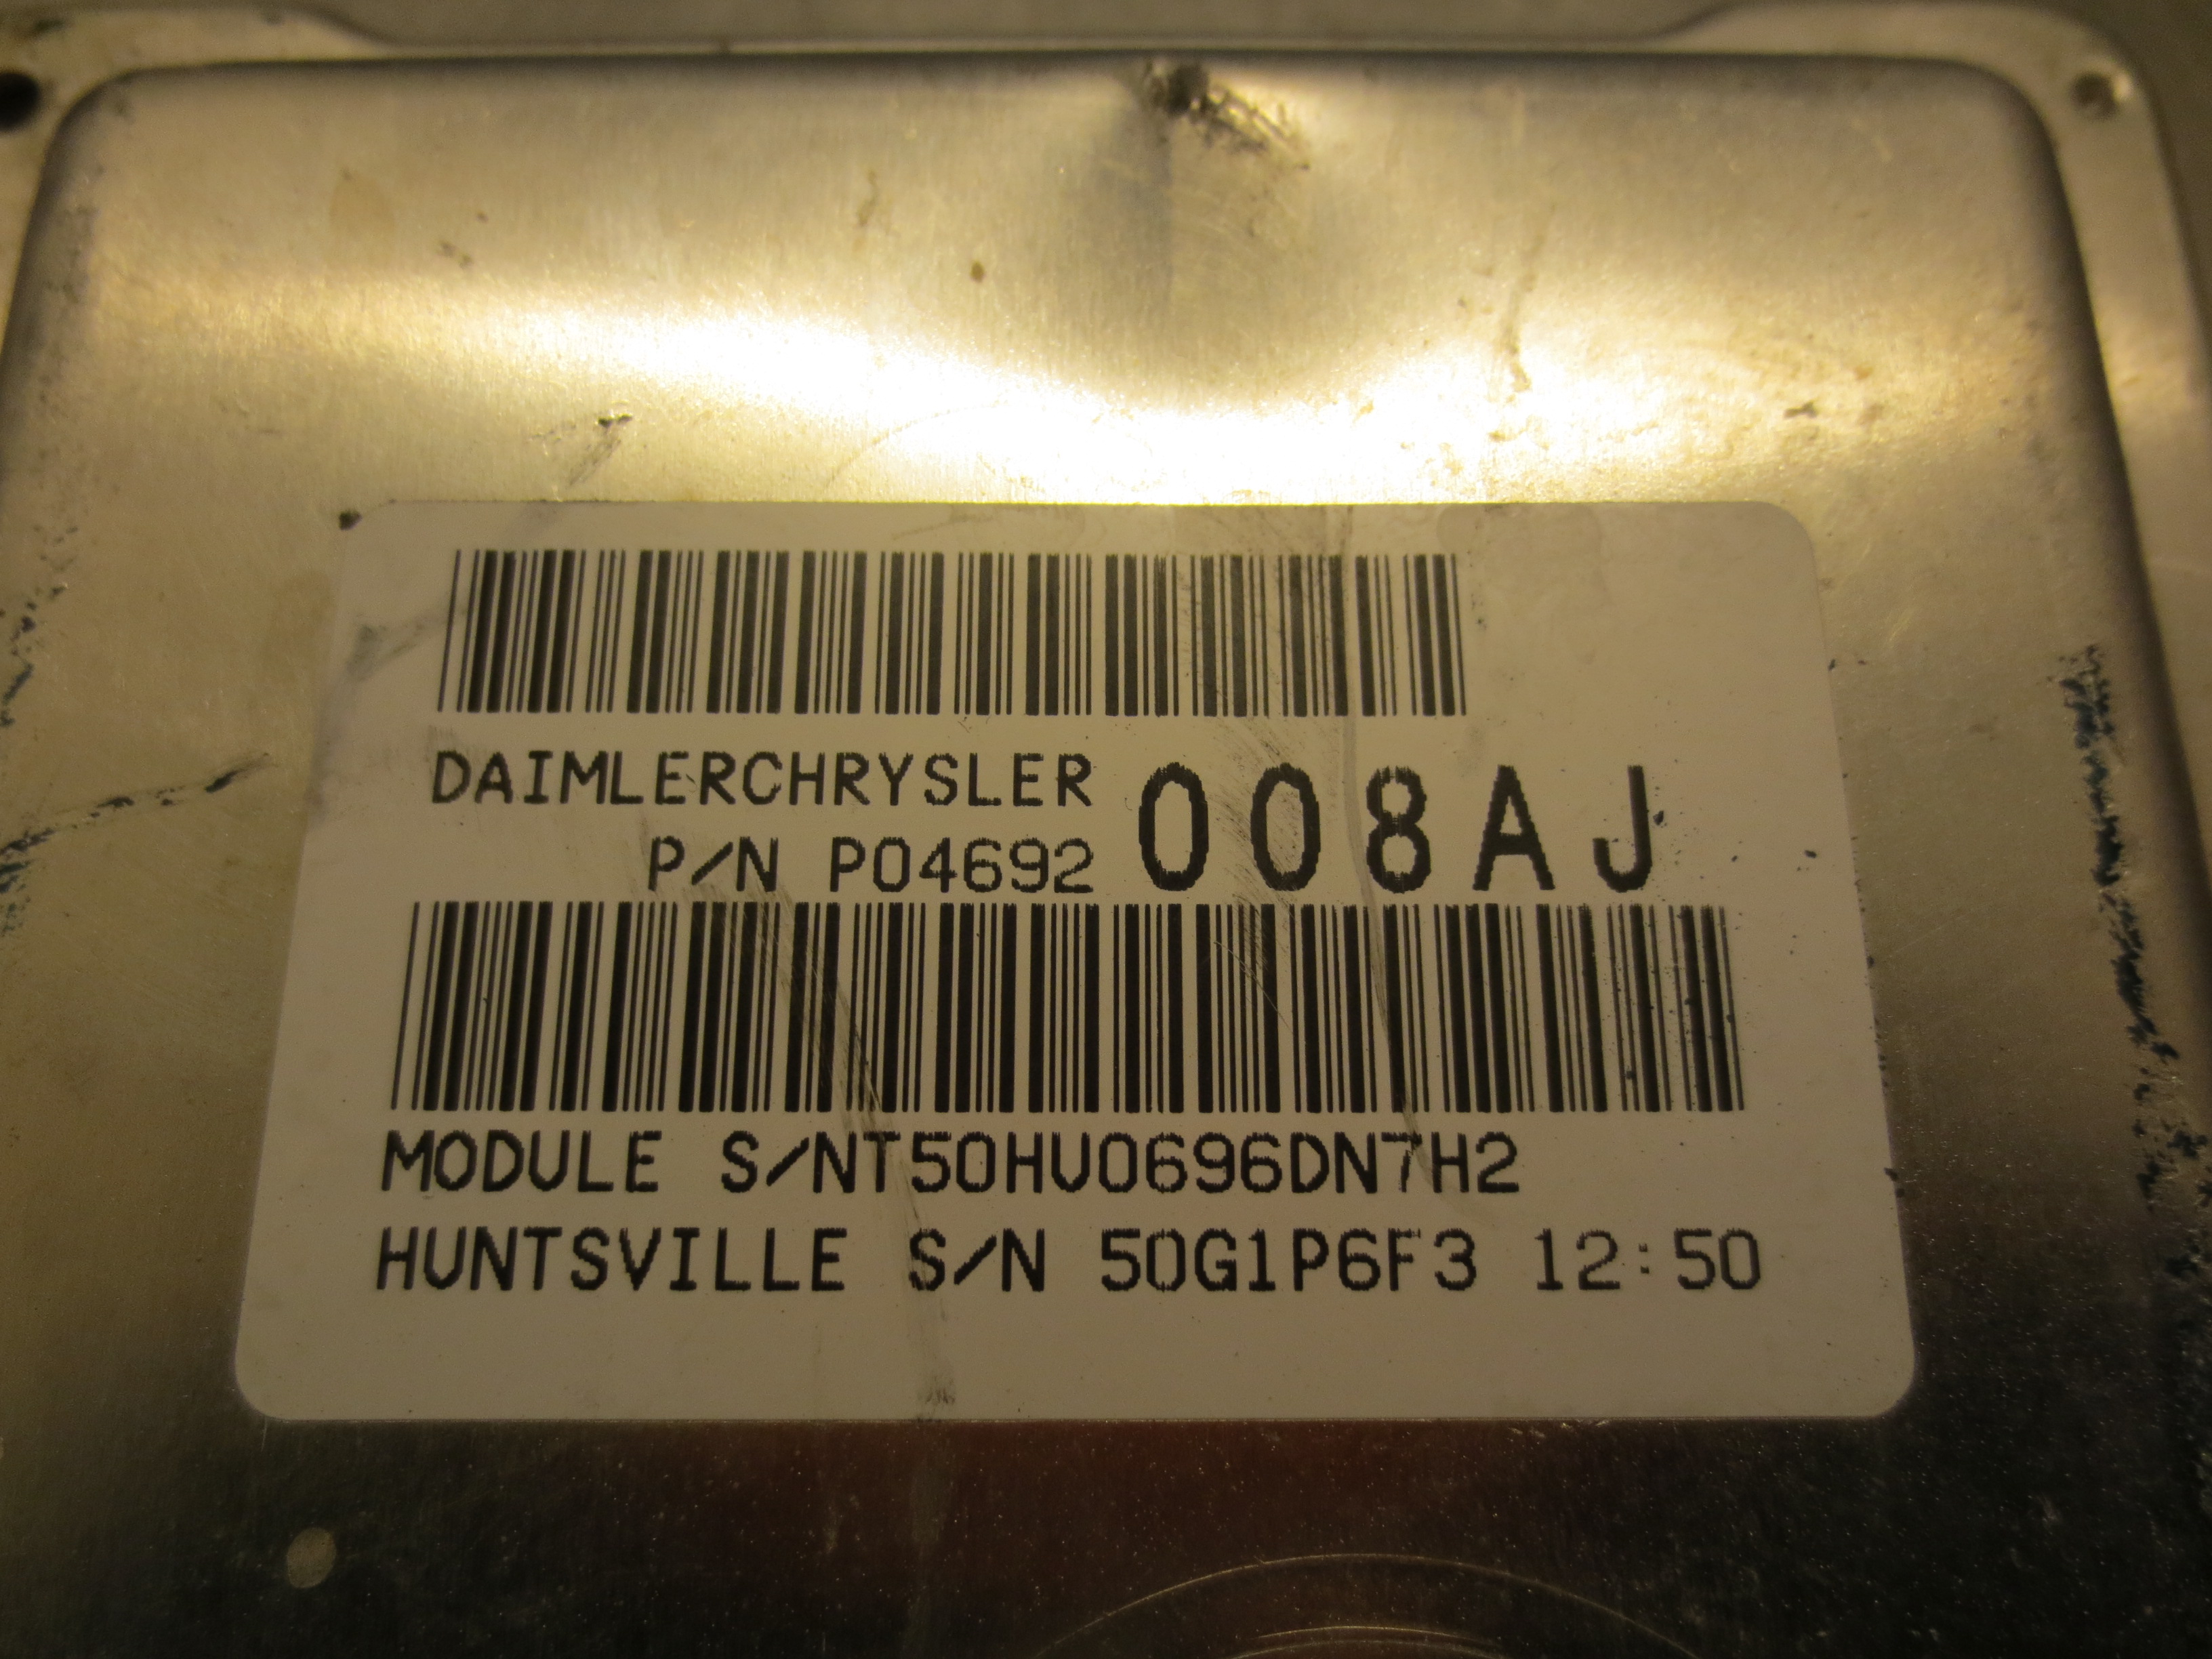 DAIMLERCHRYSLER
P/N P04692 008AJ
MODULE S/NT50HV0696DN7H2
HUNTSVILLE S/N 50G1P6F3 12:50